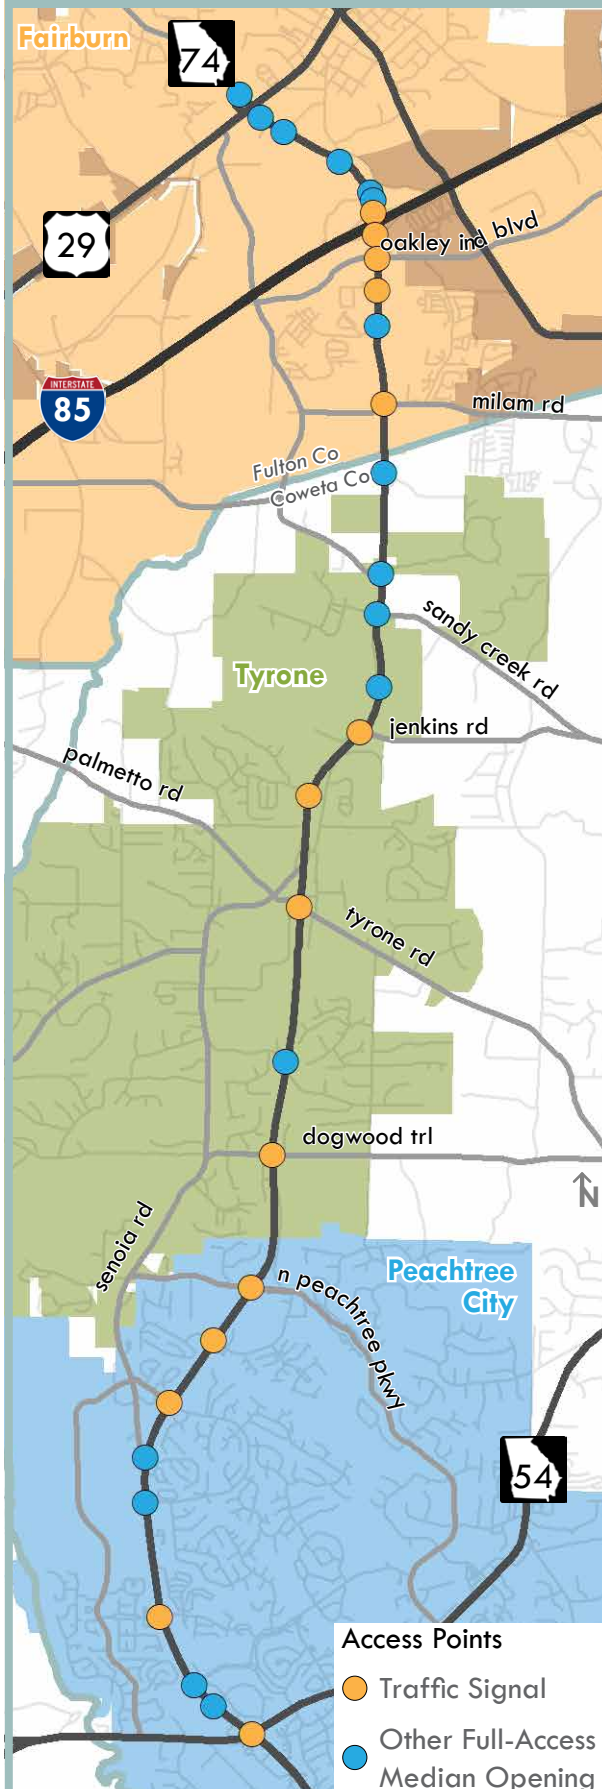 Fairburn
74
29
oakley ind blvd
INTERSTATE
85
milam rd
Fulton Co
Coweta Co
sandy creek rd
Tyrone
jenkins rd
palmetto rd
tyrone rd
dogwood trl
N
senoia rd
Peachtree
City
n peachtree pkwy
54
Access Points
Traffic Signal
Other Full-Access
Median Opening